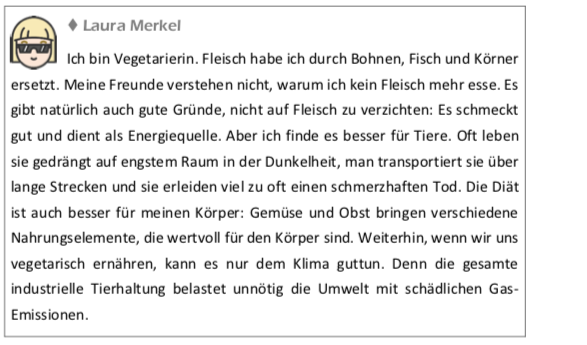 ♦ Laura Merkel
Ich bin Vegetarierin. Fleisch habe ich durch Bohnen, Fisch und Körner
ersetzt. Meine Freunde verstehen nicht, warum ich kein Fleisch mehr esse. Es
gibt natürlich auch gute Gründe, nicht auf Fleisch zu verzichten: Es schmeckt
gut und dient als Energiequelle. Aber ich finde es besser für Tiere. Oft leben
sie gedrängt auf engstem Raum in der Dunkelheit, man transportiert sie über
lange Strecken und sie erleiden viel zu oft einen schmerzhaften Tod. Die Diät
ist auch besser für meinen Körper: Gemüse und Obst bringen verschiedene
Nahrungselemente, die wertvoll für den Körper sind. Weiterhin, wenn wir uns
vegetarisch ernähren, kann es nur dem Klima guttun. Denn die gesamte
industrielle Tierhaltung belastet unnötig die Umwelt mit schädlichen Gas-
Emissionen.